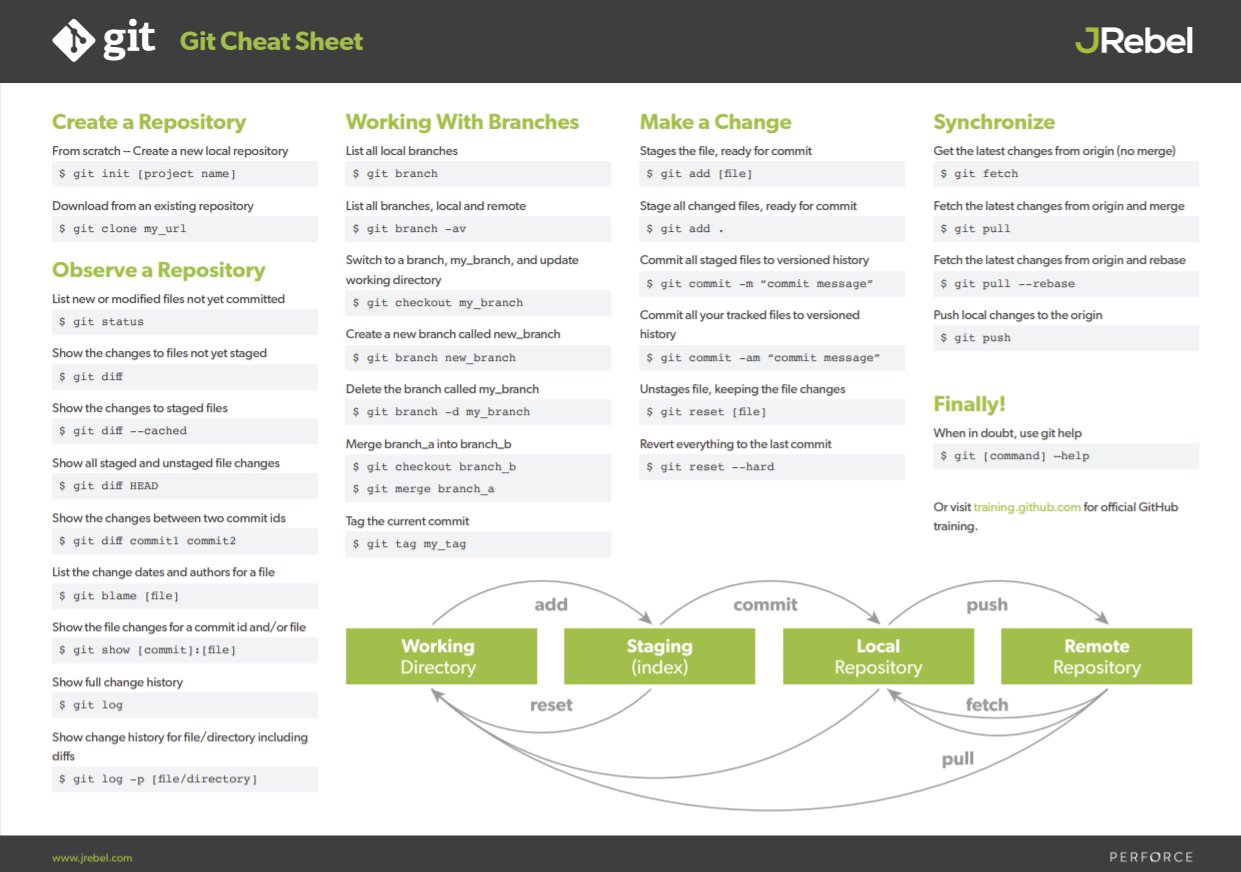 git Git Cheat Sheet
JRebel
Create a Repository
From scratch -- Create a new local repository
$ git init [project name]
Download from an existing repository
$ git clone my_url
Observe a Repository
List new or modified files not yet committed
$ git status
Show the changes to files not yet staged
$ git diff
Show the changes to staged files
$ git diff --cached
Show all staged and unstaged file changes
$ git diff HEAD
Show the changes between two commit ids
$ git diff commit1 commit2
List the change dates and authors for a file
$ git blame [file]
Show the file changes for a commit id and/or file
$ git show [commit]:[file]
Show full change history
$ git log
Show change history for file/directory including
diffs
$ git log -p [file/directory]
Working With Branches
List all local branches
$ git branch
List all branches, local and remote
$ git branch -av
Switch to a branch, my_branch, and update
working directory
$ git checkout my_branch
Create a new branch called new_branch
$ git branch new_branch
Delete the branch called my_branch
$ git branch -d my_branch
Merge branch_a into branch_b
$ git checkout branch_b
$ git merge branch_a
Tag the current commit
$ git tag my_tag
Make a Change
Stages the file, ready for commit
$ git add [file]
Stage all changed files, ready for commit
$ git add .
Commit all staged files to versioned history
$ git commit -m “commit message”
Commit all your tracked files to versioned
history
$ git commit -am “commit message”
Unstages file, keeping the file changes
$ git reset [file]
Revert everything to the last commit
$ git reset --hard
Synchronize
Get the latest changes from origin (no merge)
$ git fetch
Fetch the latest changes from origin and merge
$ git pull
Fetch the latest changes from origin and rebase
$ git pull --rebase
Push local changes to the origin
$ git push
Finally!
When in doubt, use git help
$ git [command] –help
Or visit training.github.com for official GitHub
training.
add
commit
push
Working
Directory
Staging
(index)
Local
Repository
Remote
Repository
reset
fetch
pull
www.jrebel.com
PERFORCE